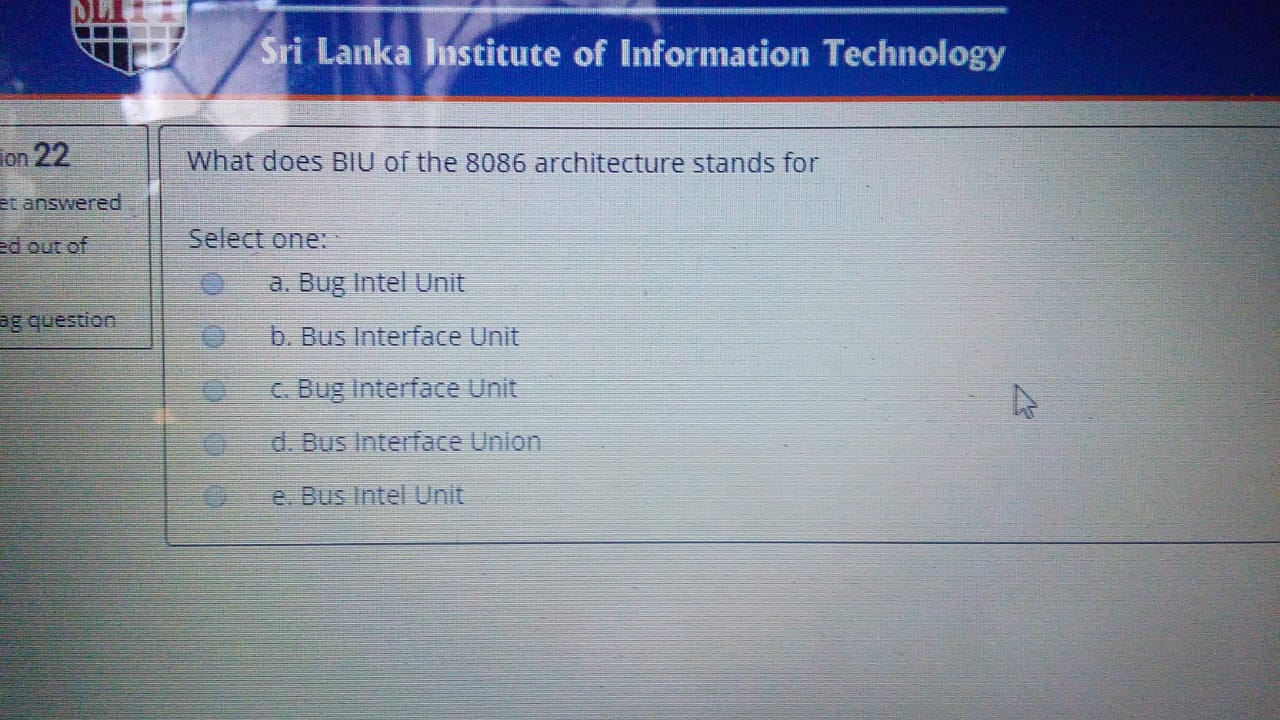 SLIIT
Sri Lanka Institute of Information Technology
ion 22
et answered
ed out of
ag question
What does BIU of the 8086 architecture stands for
Select one:
a. Bug Intel Unit
b. Bus Interface Unit
c. Bug Interface Unit
d. Bus Interface Union
e. Bus Intel Unit